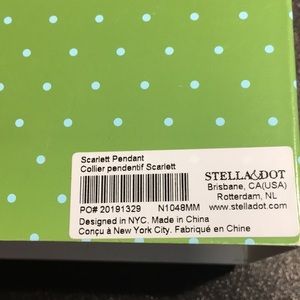 Scarlett Pendant
Collier pendentif Scarlett
PO# 20191329 N1048MM
Designed in NYC. Made in China
Conçu à New York City. Fabriqué en Chine
STELLA&DOT
Brisbane, CA(USA)
Rotterdam, NL
www.stelladot.com